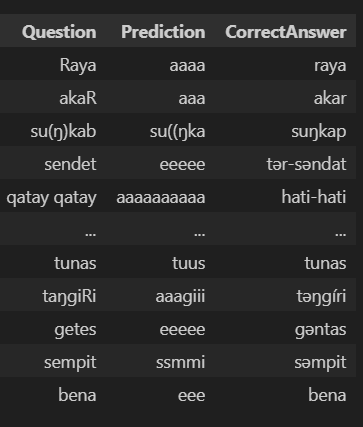 Question Prediction CorrectAnswer
Raya aaaa raya
akaR aaa akar
su(ŋ)kab su((ŋka suŋkap
sendet eeeee tər-səndat
qatay qatay aaaaaaaaaa hati-hati
... ... ...
tunas tuus tunas
taŋgiRi aaagiii təŋgíri
getes eeeee gəntas
sempit ssmmi səmpit
bena eee bena